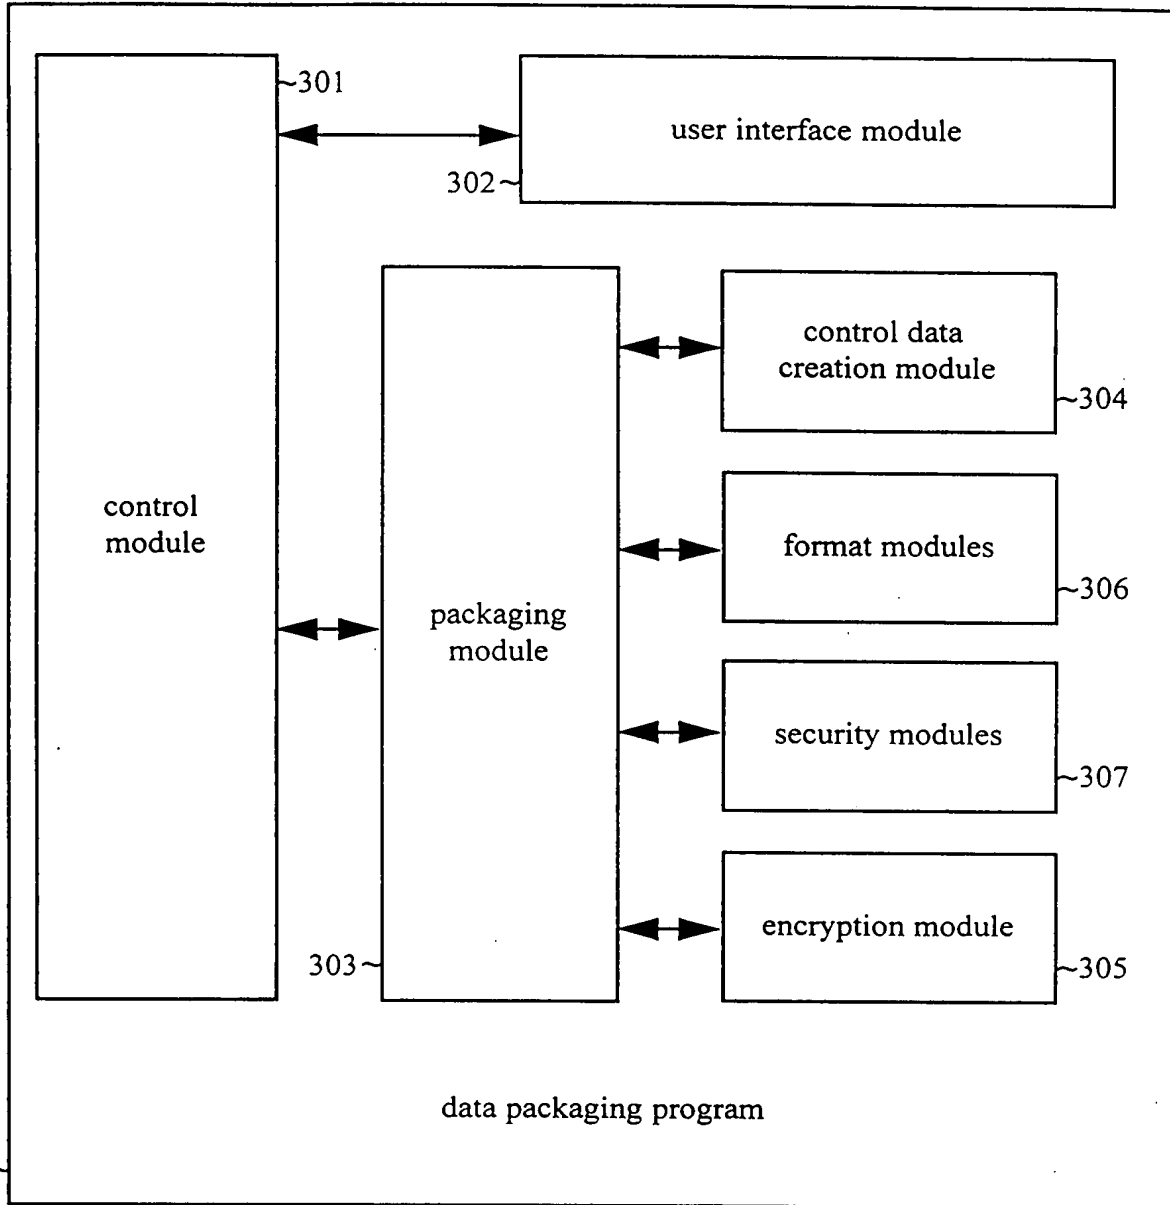 301
user interface module
302
control data
creation module
304
control
module
format modules
306
packaging
module
security modules
307
encryption module
303
305
data packaging program